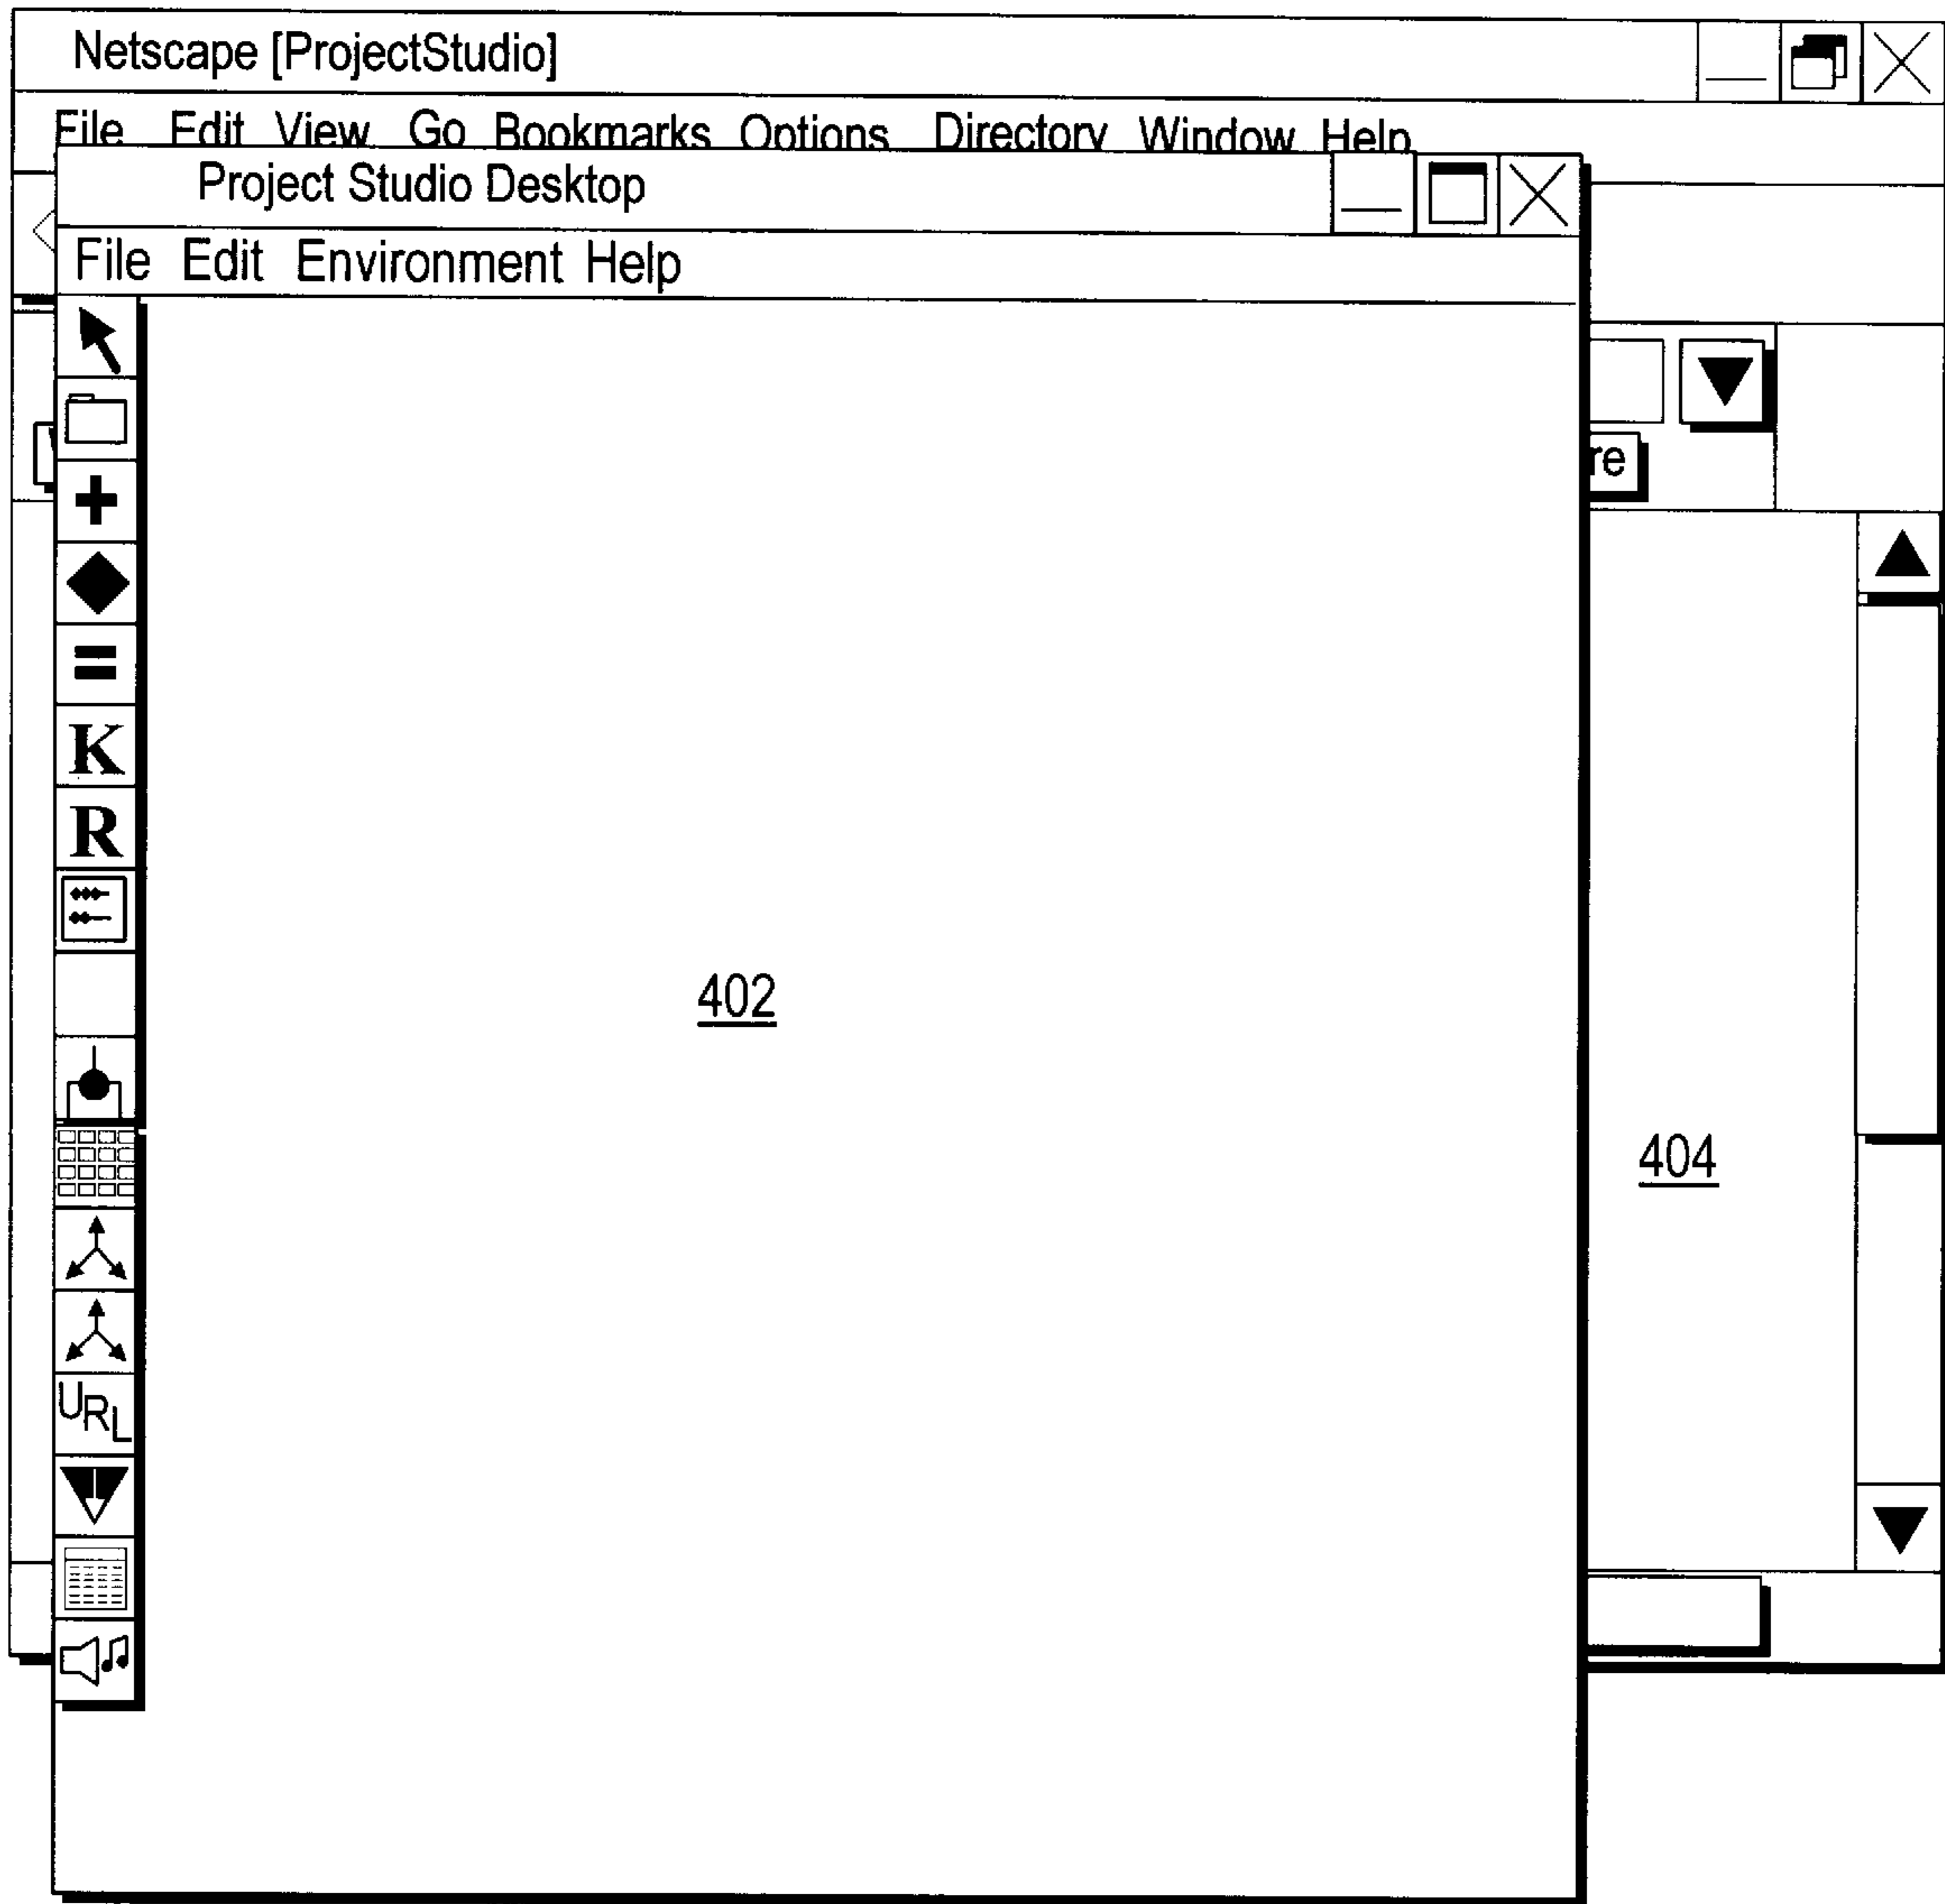 Netscape [ProjectStudio]
File Edit View Go Bookmarks Options Directory Window Help
Project Studio Desktop
File Edit Environment Help
re
K
R
402
404
URL